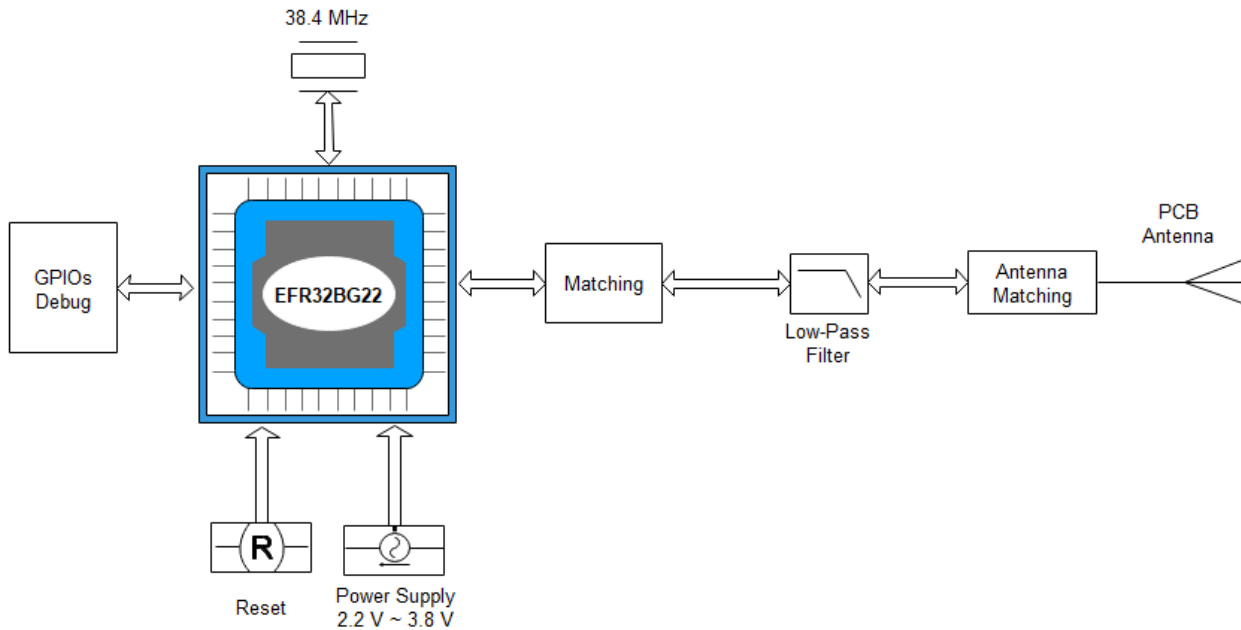 38.4 MHz
GPIOs
Debug
EFR32BG22
Matching
Low-Pass
Filter
Antenna
Matching
PCB
Antenna
R
Reset
Power Supply
2.2 V ~ 3.8 V